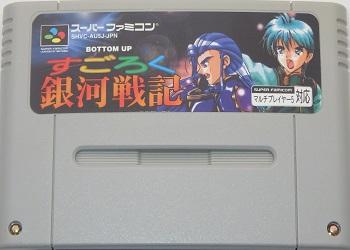 スーパーファミコン
SHVC-AU5J-JPN
BOTTOM UP
すごろく
銀河戦記
SUPER FAMICOM
マルチプレイヤー5 対応